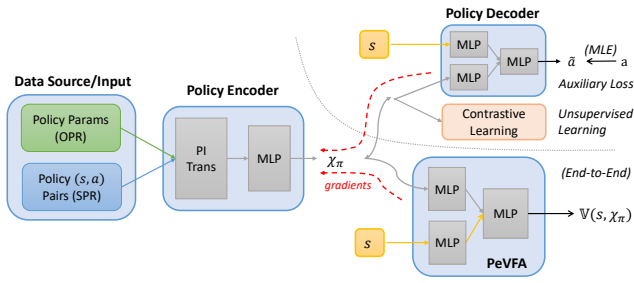 Data Source/Input
Policy Params
(OPR)
Policy (s, a)
Pairs (SPR)
Policy Encoder
PI
Trans
MLP
χπ
gradients
Policy Decoder
s
MLP
MLP
MLP
ã
(MLE)
a
Auxiliary Loss
Contrastive
Learning
Unsupervised
Learning
(End-to-End)
MLP
MLP
MLP
s
𝕍(s, χπ)
PeVFA